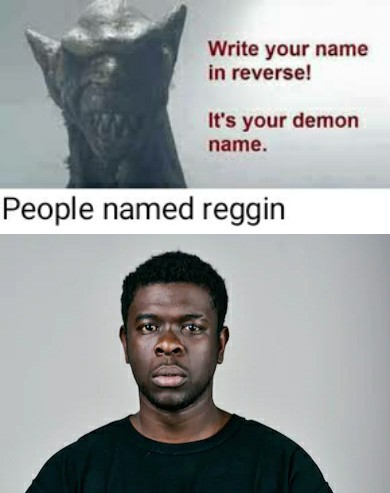 Write your name
in reverse!
It's your demon
name.
People named reggin